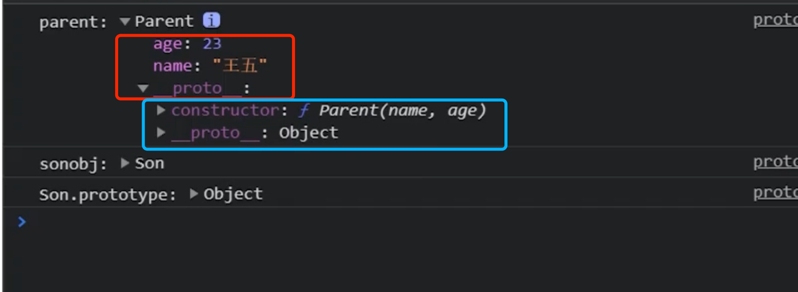 parent: ▼Parent i proto
age: 23
name: "王五"
▼__proto__:
▶constructor: ƒ Parent(name, age)
▶__proto__: Object
sonobj: ▶Son proto
Son.prototype: ▶Object proto
>